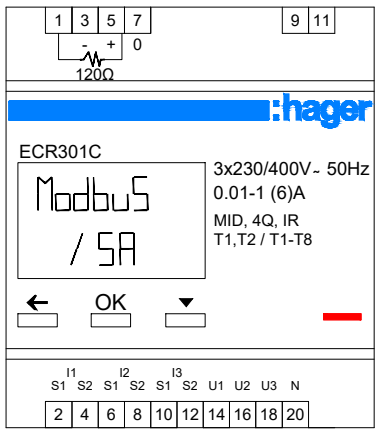 1 3 5 7 9 11
- + 0
120Ω
:hager
ECR301C
3x230/400V~ 50Hz
0.01-1 (6)A
MID, 4Q, IR
T1,T2 / T1-T8
ModbuS
/ SA
← OK ▼
I1 I2 I3
S1 S2 S1 S2 S1 S2 U1 U2 U3 N
2 4 6 8 10 12 14 16 18 20